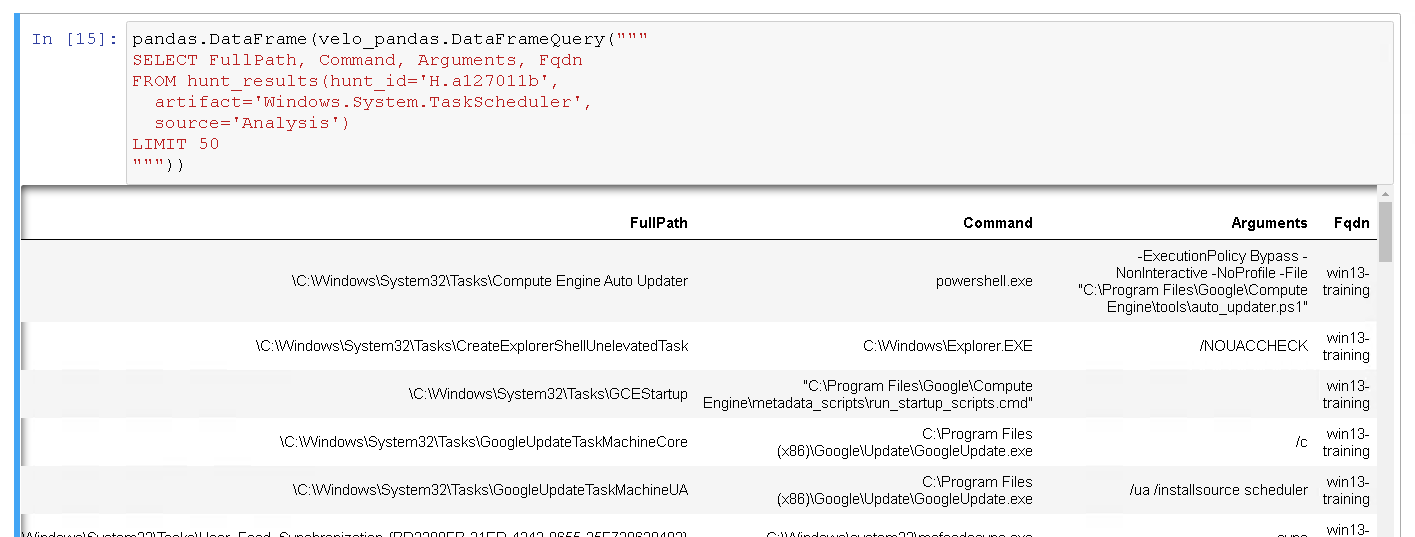 In [15]: pandas.DataFrame(velo_pandas.DataFrameQuery("""
SELECT FullPath, Command, Arguments, Fqdn
FROM hunt_results(hunt_id='H.a127011b',
artifact='Windows.System.TaskScheduler',
source='Analysis')
LIMIT 50
"""))
FullPath Command Arguments Fqdn
-ExecutionPolicy Bypass -
NonInteractive -NoProfile -File
"C:\Program Files\Google\Compute
Engine\tools\auto_updater.ps1"
\C:\Windows\System32\Tasks\Compute Engine Auto Updater powershell.exe win13-
training
\C:\Windows\System32\Tasks\CreateExplorerShellUnelevatedTask C:\Windows\Explorer.EXE /NOUACCHECK win13-
training
\C:\Windows\System32\Tasks\GCEStartup "C:\Program Files\Google\Compute
Engine\metadata_scripts\run_startup_scripts.cmd" win13-
training
\C:\Windows\System32\Tasks\GoogleUpdateTaskMachineCore C:\Program Files
(x86)\Google\Update\GoogleUpdate.exe /c win13-
training
\C:\Windows\System32\Tasks\GoogleUpdateTaskMachineUA C:\Program Files
(x86)\Google\Update\GoogleUpdate.exe /ua /installsource scheduler win13-
training
win13-